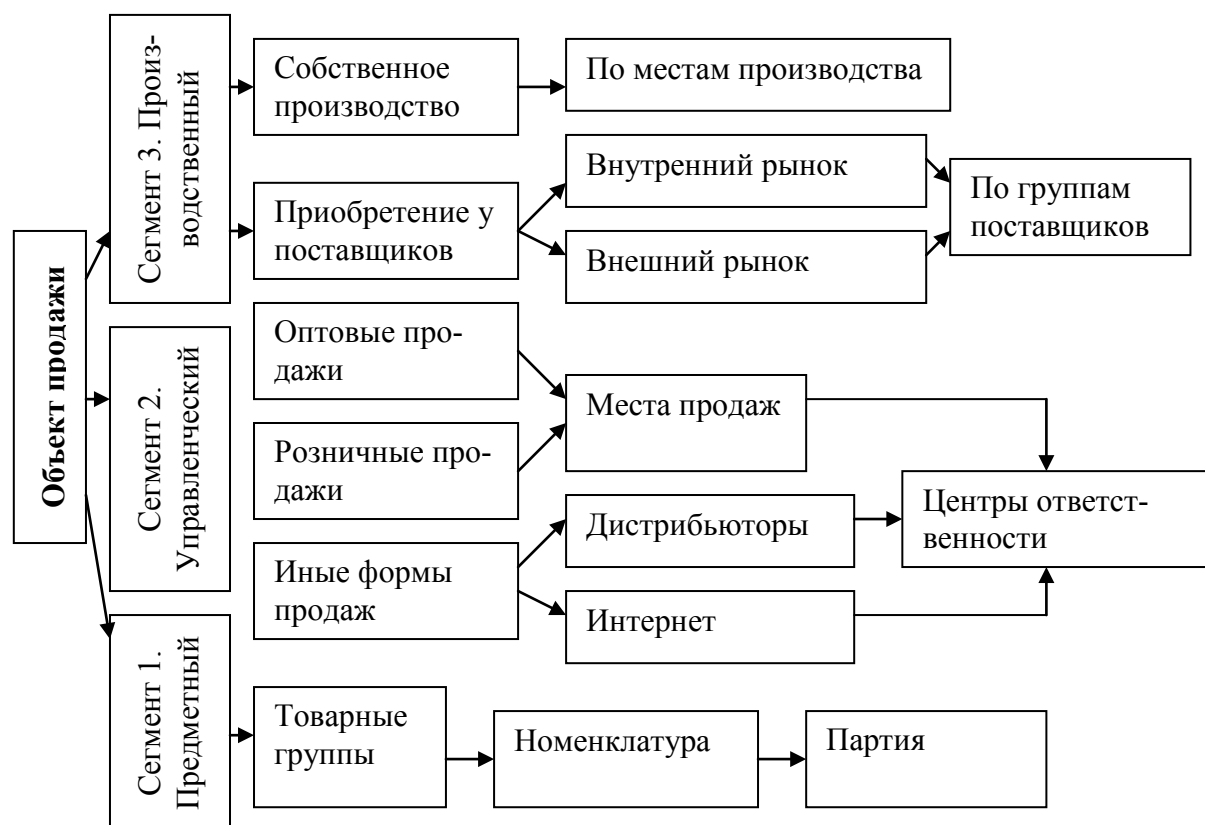 Объект продажи
Сегмент 3. Произ-
водственный
Собственное
производство
По местам производства
Приобретение у
поставщиков
Внутренний рынок
Внешний рынок
По группам
поставщиков
Сегмент 2.
Управленческий
Оптовые про-
дажи
Розничные про-
дажи
Места продаж
Иные формы
продаж
Дистрибьюторы
Интернет
Центры ответст-
венности
Сегмент 1.
Предметный
Товарные
группы
Номенклатура
Партия